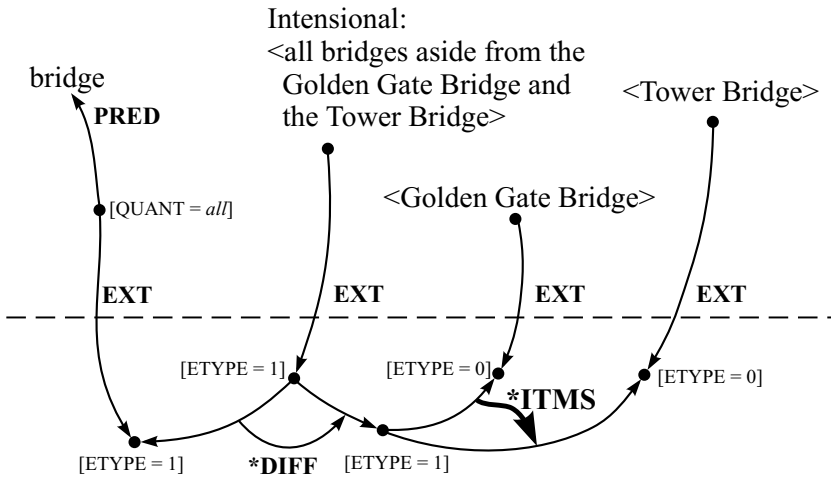 Intensional:
<all bridges aside from the
Golden Gate Bridge and
the Tower Bridge>
bridge
<Tower Bridge>
PRED
<Golden Gate Bridge>
[QUANT = all]
EXT
EXT
EXT
EXT
[ETYPE = 1]
[ETYPE = 0]
[ETYPE = 0]
*ITMS
[ETYPE = 1]
*DIFF
[ETYPE = 1]